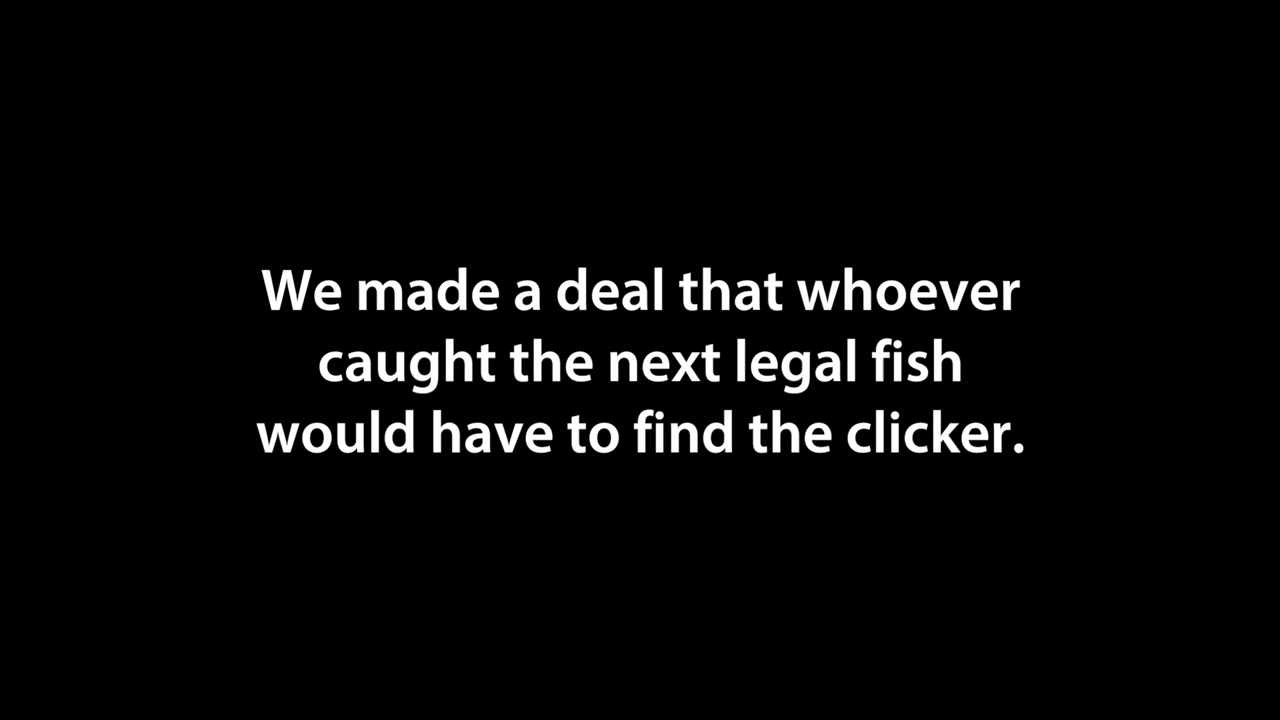 We made a deal that whoever
caught the next legal fish
would have to find the clicker.